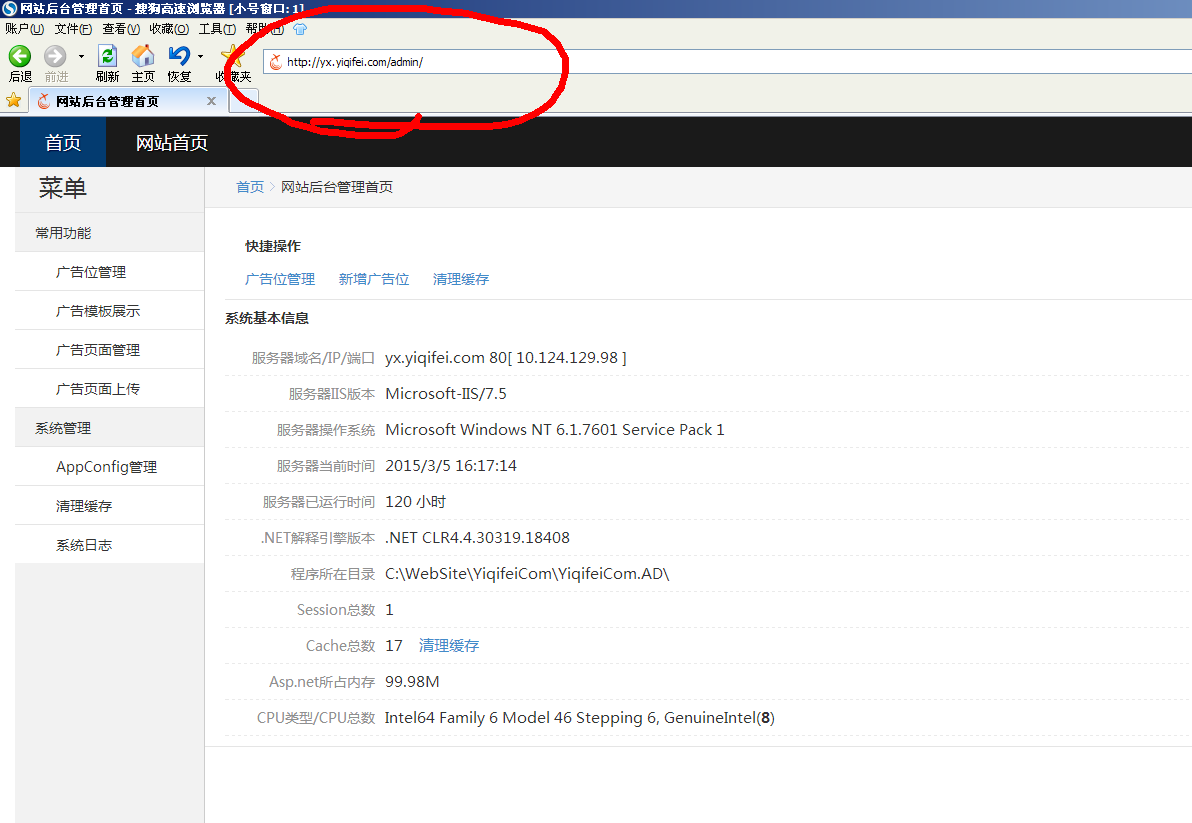 网站后台管理首页 - 搜狗高速浏览器 [小号窗口: 1]
账户(U) 文件(F) 查看(V) 收藏(O) 工具(T) 帮助(H)
后退 前进 刷新 主页 恢复 收藏夹 http://yx.yiqifei.com/admin/
网站后台管理首页 x
首页 网站首页
菜单
首页 > 网站后台管理首页
常用功能
广告位管理
广告模板展示
广告页面管理
广告页面上传
系统管理
AppConfig管理
清理缓存
系统日志
快捷操作
广告位管理 新增广告位 清理缓存
系统基本信息
服务器域名/IP/端口 yx.yiqifei.com 80[ 10.124.129.98 ]
服务器IIS版本 Microsoft-IIS/7.5
服务器操作系统 Microsoft Windows NT 6.1.7601 Service Pack 1
服务器当前时间 2015/3/5 16:17:14
服务器已运行时间 120 小时
.NET解释引擎版本 .NET CLR4.4.30319.18408
程序所在目录 C:\WebSite\YiqifeiCom\YiqifeiCom.AD\
Session总数 1
Cache总数 17 清理缓存
Asp.net所占内存 99.98M
CPU类型/CPU总数 Intel64 Family 6 Model 46 Stepping 6, GenuineIntel(8)